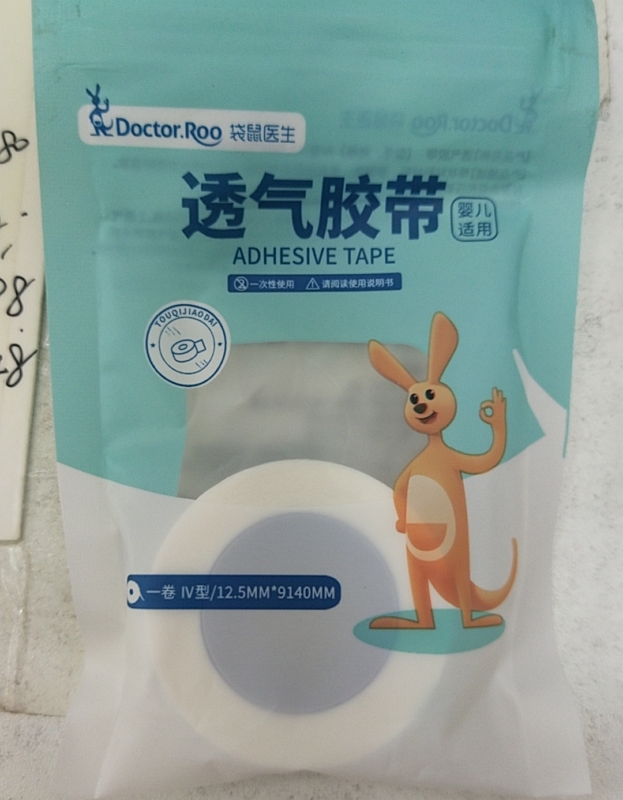 Doctor.Roo 袋鼠医生
透气胶带 婴儿适用
ADHESIVE TAPE
一次性使用 请阅读使用说明书
TOUQIJIAODAI
一卷 Ⅳ型/12.5MM*9140MM